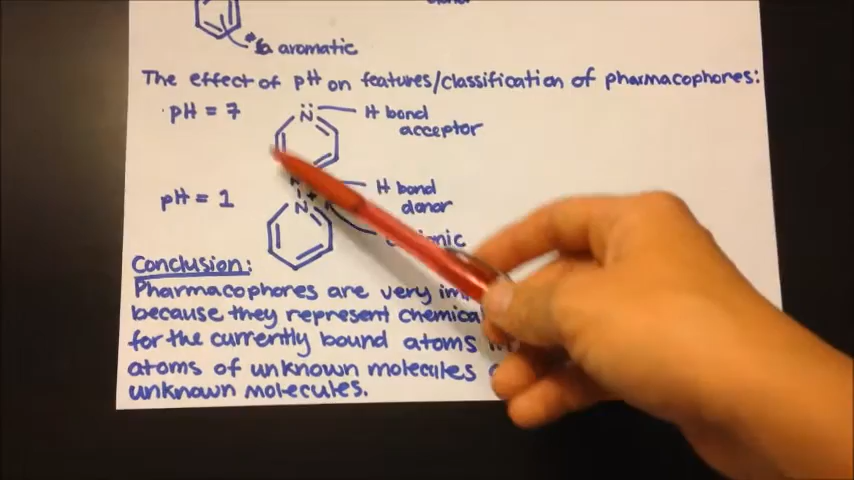 aromatic
The effect of pH on features/classification of pharmacophores:
pH = 7
N
H bond
acceptor
pH = 1
H bond
donor
N
Conclusion:
Pharmacophores are very
because they represent chemical
for the currently bound atoms
atoms of unknown molecules
unknown molecules.